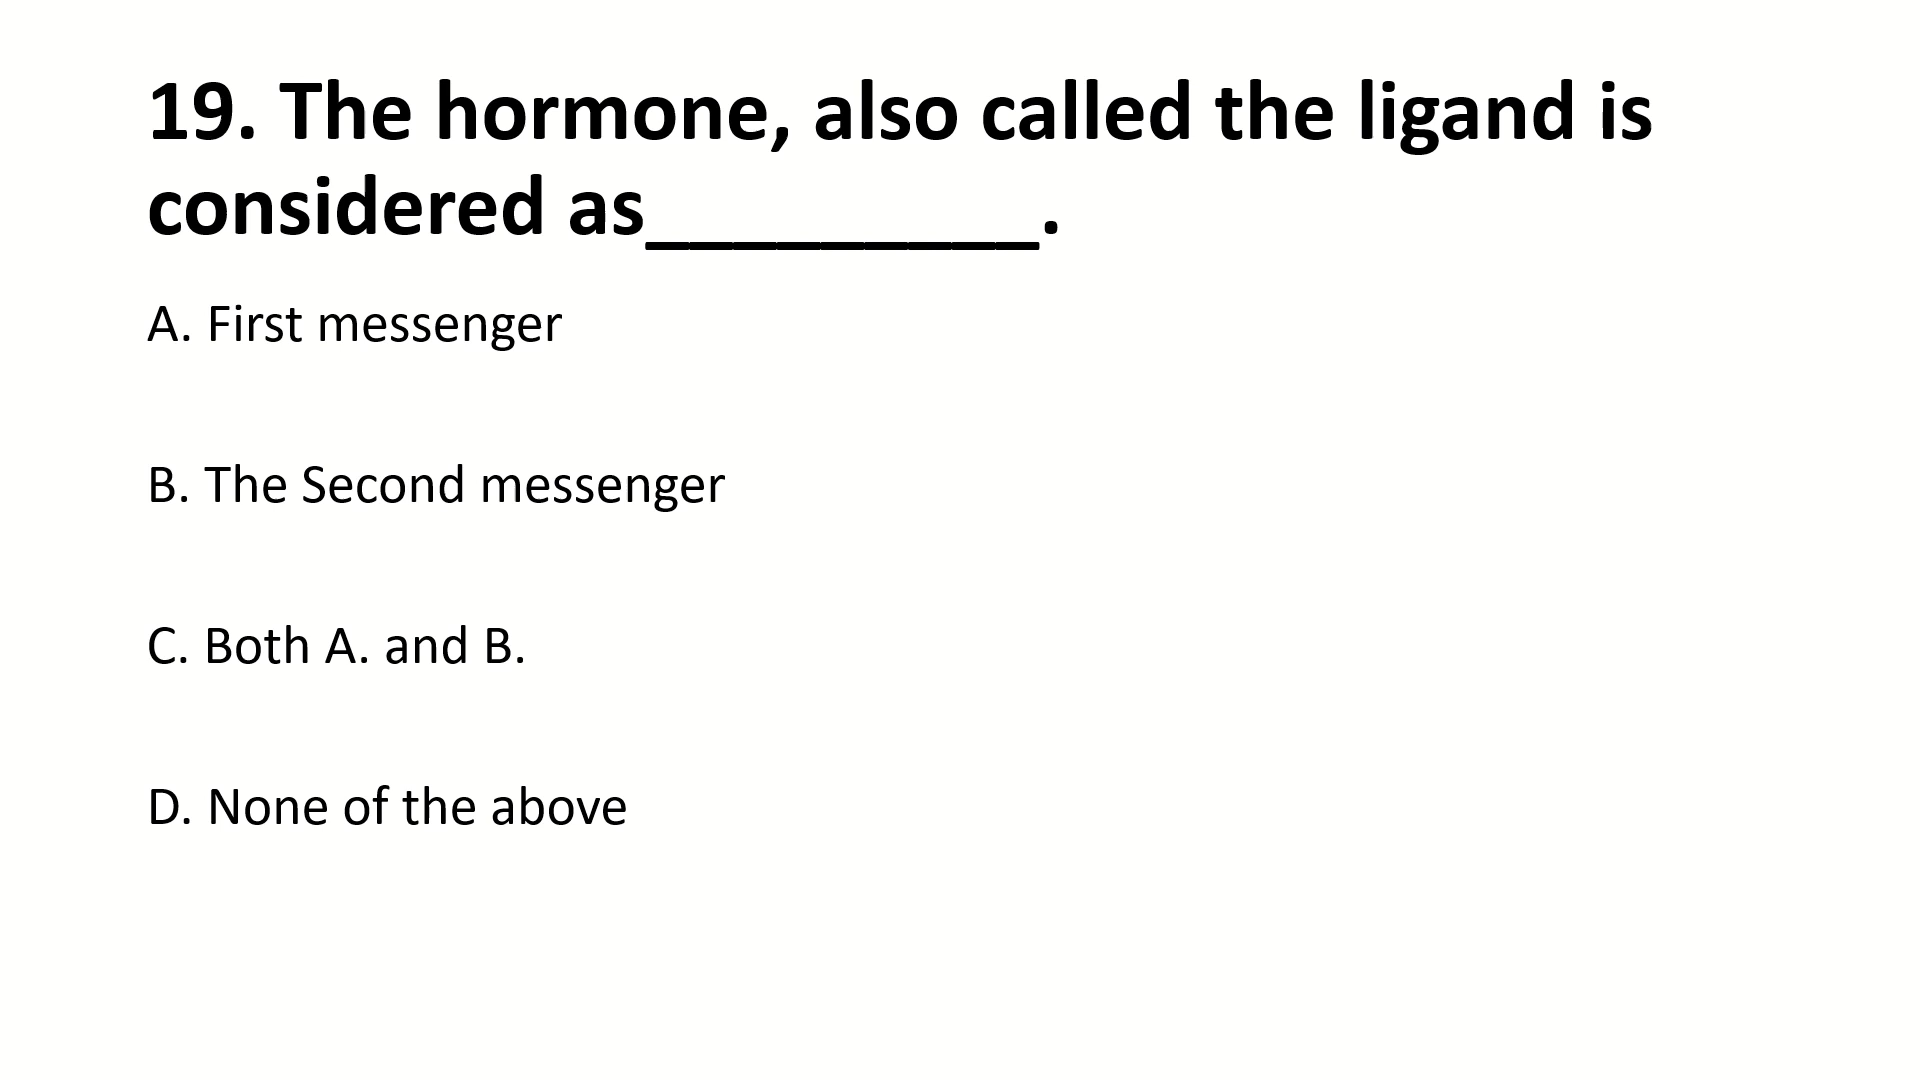 19. The hormone, also called the ligand is
considered as_________.
A. First messenger
B. The Second messenger
C. Both A. and B.
D. None of the above